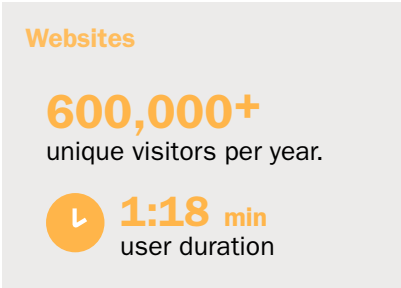 Websites
600,000+
unique visitors per year.
1:18 min
user duration